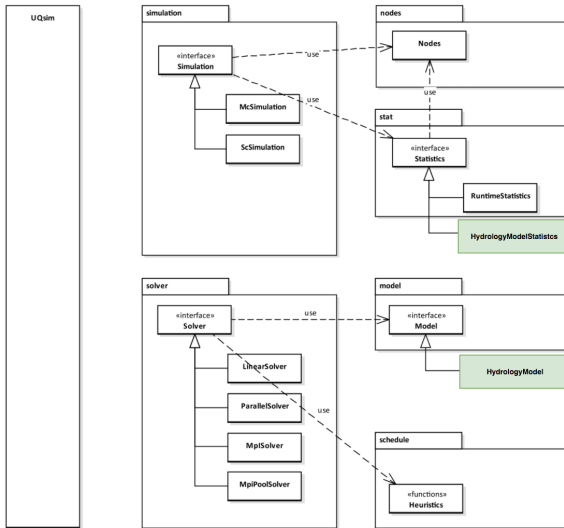 UQsim
simulation
«interface»
Simulation
McSimulation
ScSimulation
use
use
nodes
Nodes
use
stat
«interface»
Statistics
RuntimeStatistics
HydrologyModelStatistcs
solver
«interface»
Solver
LinearSolver
ParallelSolver
MpiSolver
MpiPoolSolver
use
use
model
«interface»
Model
HydrologyModel
schedule
«functions»
Heuristics